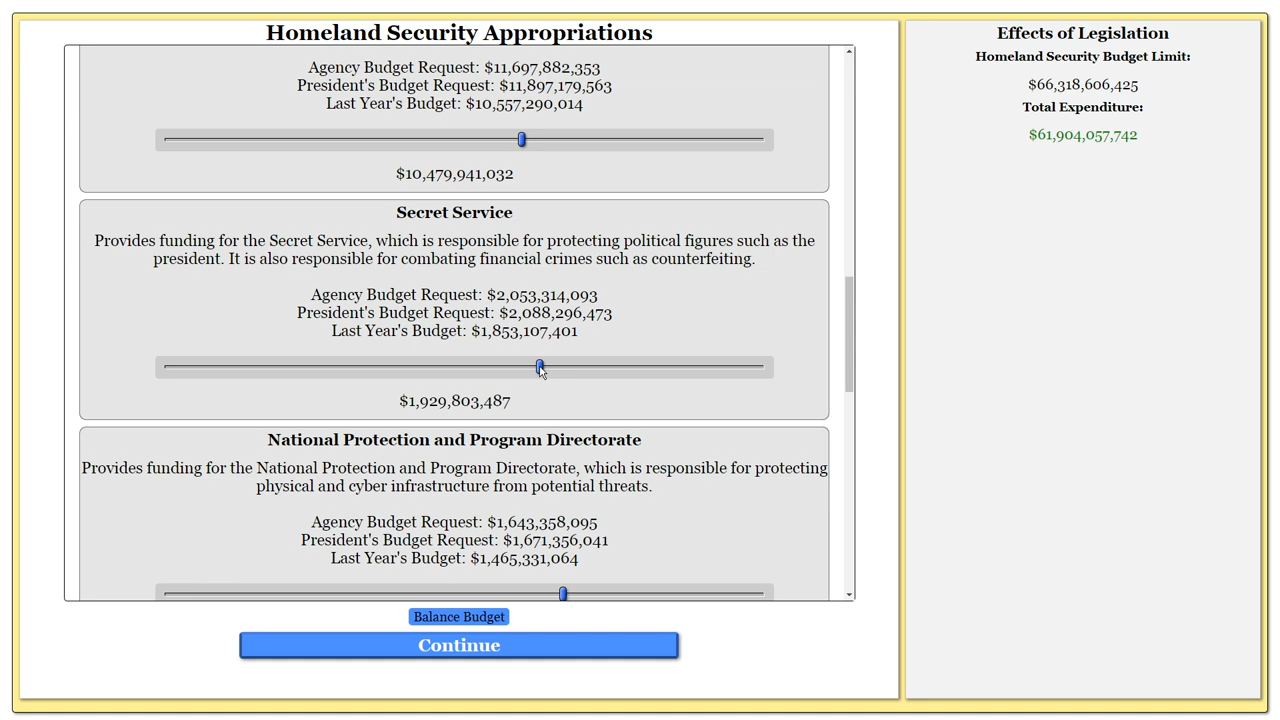 Homeland Security Appropriations
Agency Budget Request: $11,697,882,353
President's Budget Request: $11,897,179,563
Last Year's Budget: $10,557,290,014
$10,479,941,032
Secret Service
Provides funding for the Secret Service, which is responsible for protecting political figures such as the
president. It is also responsible for combating financial crimes such as counterfeiting.
Agency Budget Request: $2,053,314,093
President's Budget Request: $2,088,296,473
Last Year's Budget: $1,853,107,401
$1,929,803,487
National Protection and Program Directorate
Provides funding for the National Protection and Program Directorate, which is responsible for protecting
physical and cyber infrastructure from potential threats.
Agency Budget Request: $1,643,358,095
President's Budget Request: $1,671,356,041
Last Year's Budget: $1,465,331,064
Balance Budget
Continue
Effects of Legislation
Homeland Security Budget Limit:
$66,318,606,425
Total Expenditure:
$61,904,057,742